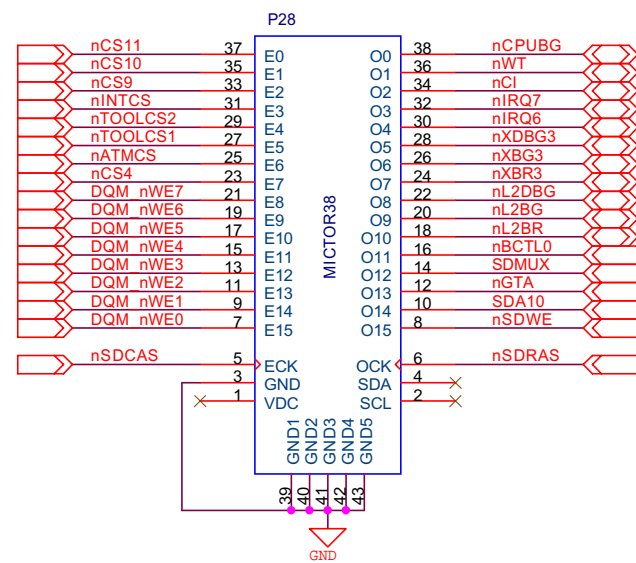 P28
nCS11 37 E0 O0 38 nCPUBG
nCS10 35 E1 O1 36 nWT
nCS9 33 E2 O2 34 nCI
nINTCS 31 E3 O3 32 nIRQ7
nTOOLCS2 29 E4 O4 30 nIRQ6
nTOOLCS1 27 E5 O5 28 nXDBG3
nATMCS 25 E6 O6 26 nXBG3
nCS4 23 E7 O7 24 nXBR3
DQM_nWE7 21 E8 O8 22 nL2DBG
DQM_nWE6 19 E9 O9 20 nL2BG
DQM_nWE5 17 E10 O10 18 nL2BR
DQM_nWE4 15 E11 O11 16 nBCTL0
DQM_nWE3 13 E12 O12 14 SDMUX
DQM_nWE2 11 E13 O13 12 nGTA
DQM_nWE1 9 E14 O14 10 SDA10
DQM_nWE0 7 E15 O15 8 nSDWE
MICTOR38
nSDCAS 5 ECK OCK 6 nSDRAS
3 GND SDA 4
1 VDC SCL 2
GND1 GND2 GND3 GND4 GND5
39 40 41 42 43
GND